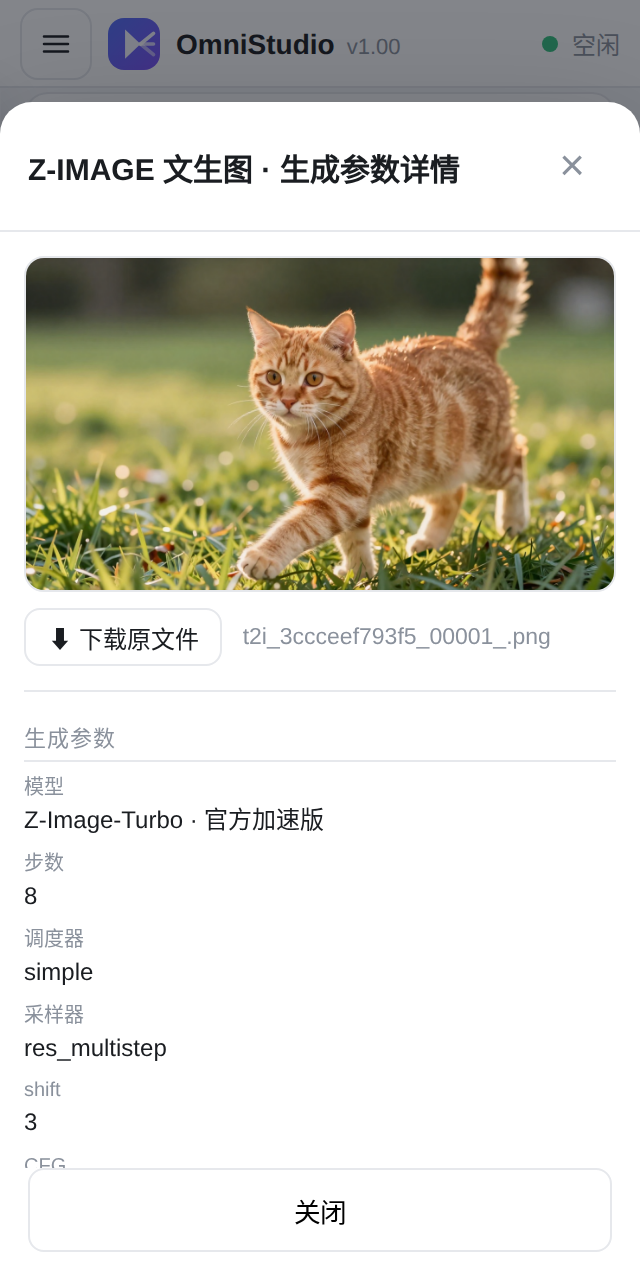 OmniStudio v1.00 空闲
Z-IMAGE 文生图 · 生成参数详情
下载原文件 t2i_3ccceef793f5_00001_.png
生成参数
模型
Z-Image-Turbo · 官方加速版
步数
8
调度器
simple
采样器
res_multistep
shift
3
CFG
关闭